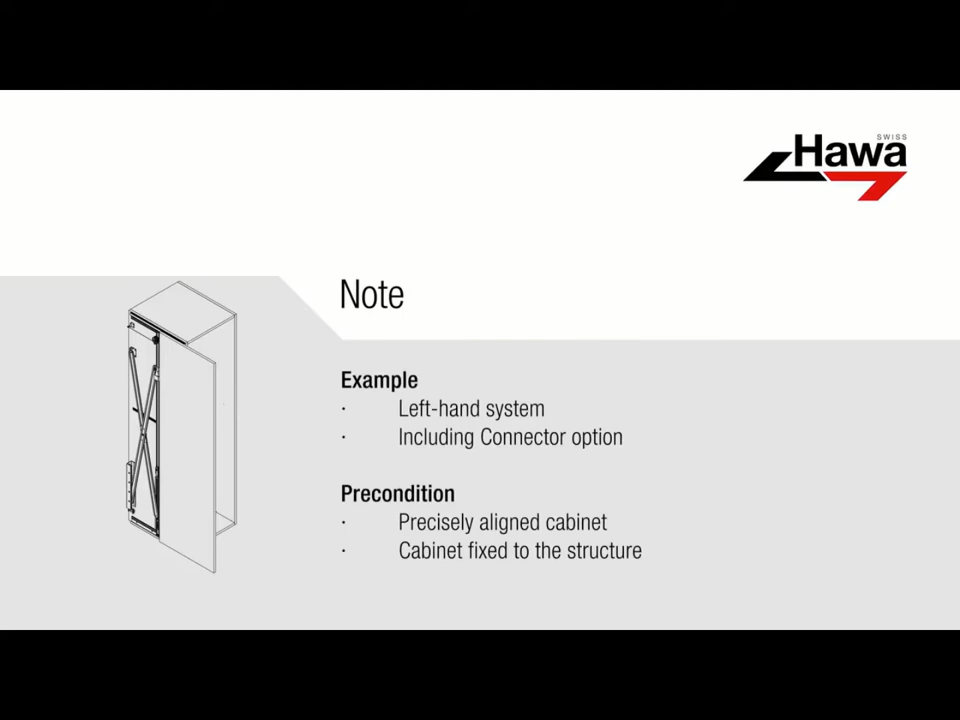 SWISS
Hawa
Note
Example
· Left-hand system
· Including Connector option
Precondition
· Precisely aligned cabinet
· Cabinet fixed to the structure